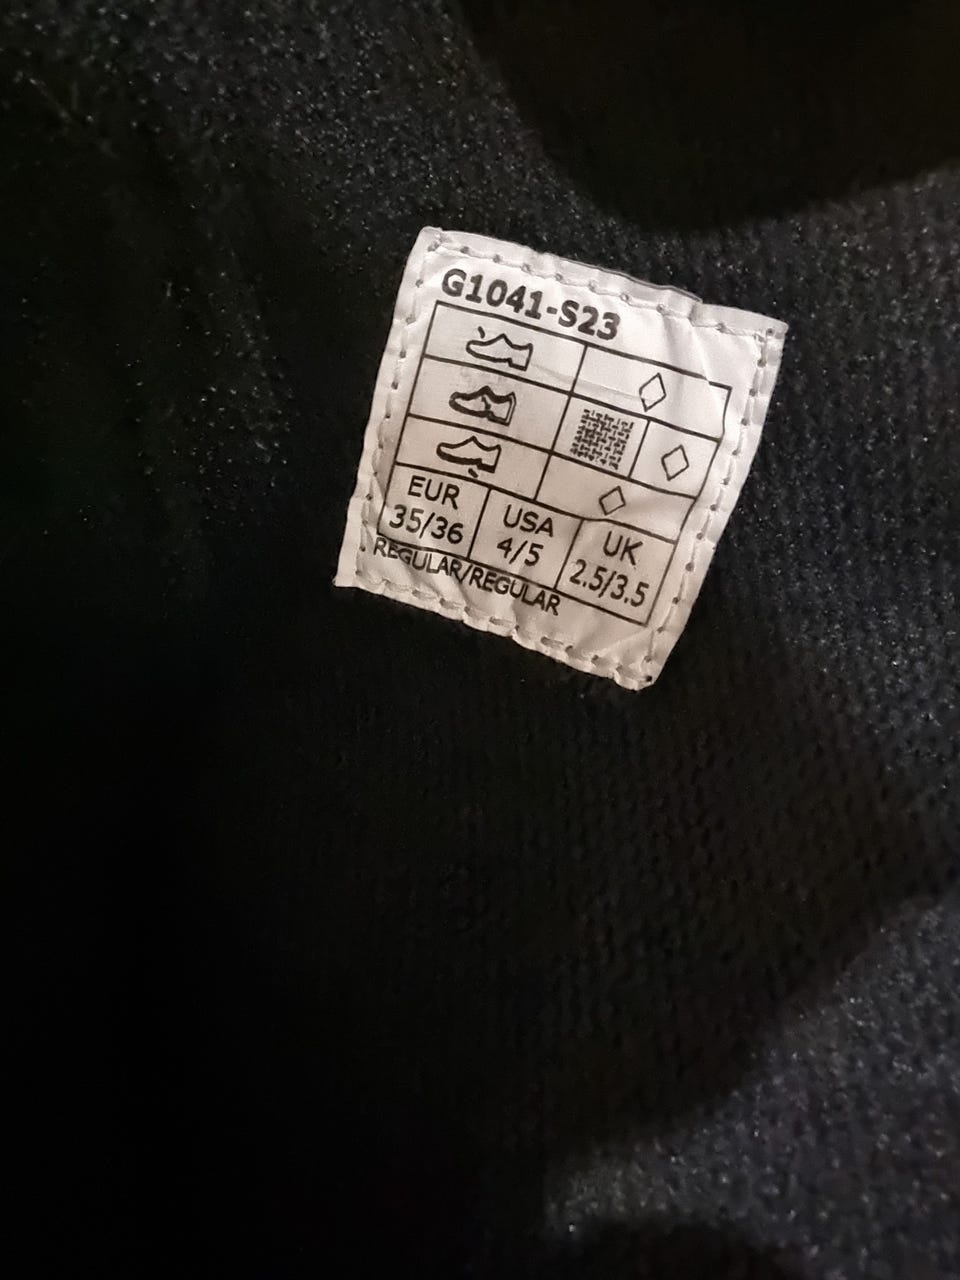 G1041-S23
EUR
35/36
USA
4/5
UK
2.5/3.5
REGULAR/REGULAR